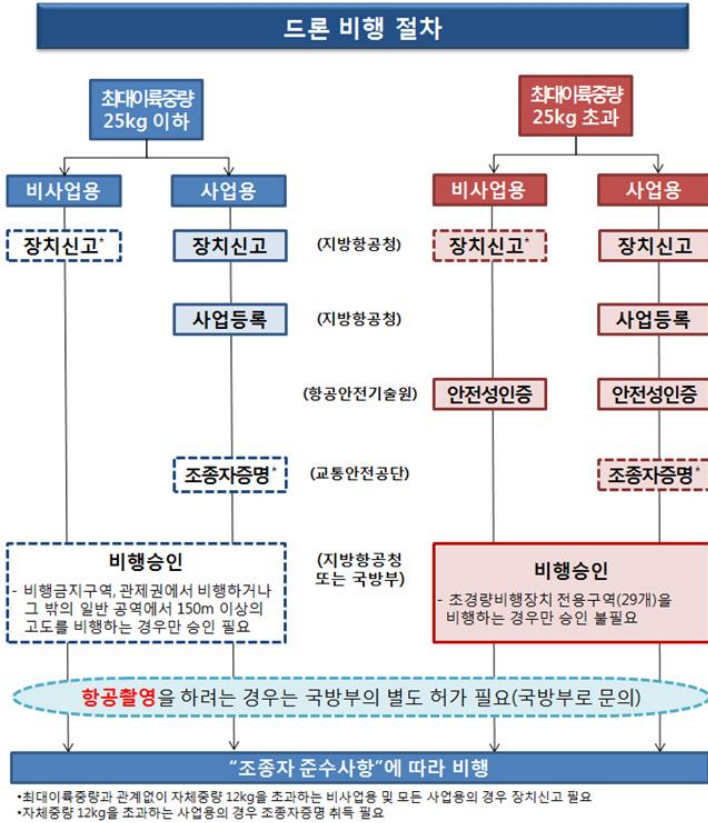 드론 비행 절차
최대이륙중량
25kg 이하
최대이륙중량
25kg 초과
비사업용
사업용
비사업용
사업용
장치신고*
장치신고
(지방항공청)
장치신고*
장치신고
사업등록
(지방항공청)
사업등록
(항공안전기술원)
안전성인증
안전성인증
조종자증명*
(교통안전공단)
조종자증명*
비행승인
- 비행금지구역, 관제권에서 비행하거나
그 밖의 일반 공역에서 150m 이상의
고도를 비행하는 경우만 승인 필요
(지방항공청
또는 국방부)
비행승인
- 초경량비행장치 전용구역(29개)을
비행하는 경우만 승인 불필요
항공촬영을 하려는 경우는 국방부의 별도 허가 필요(국방부로 문의)
“조종자 준수사항”에 따라 비행
•최대이륙중량과 관계없이 자체중량 12kg을 초과하는 비사업용 및 모든 사업용의 경우 장치신고 필요
•자체중량 12kg을 초과하는 사업용의 경우 조종자증명 취득 필요